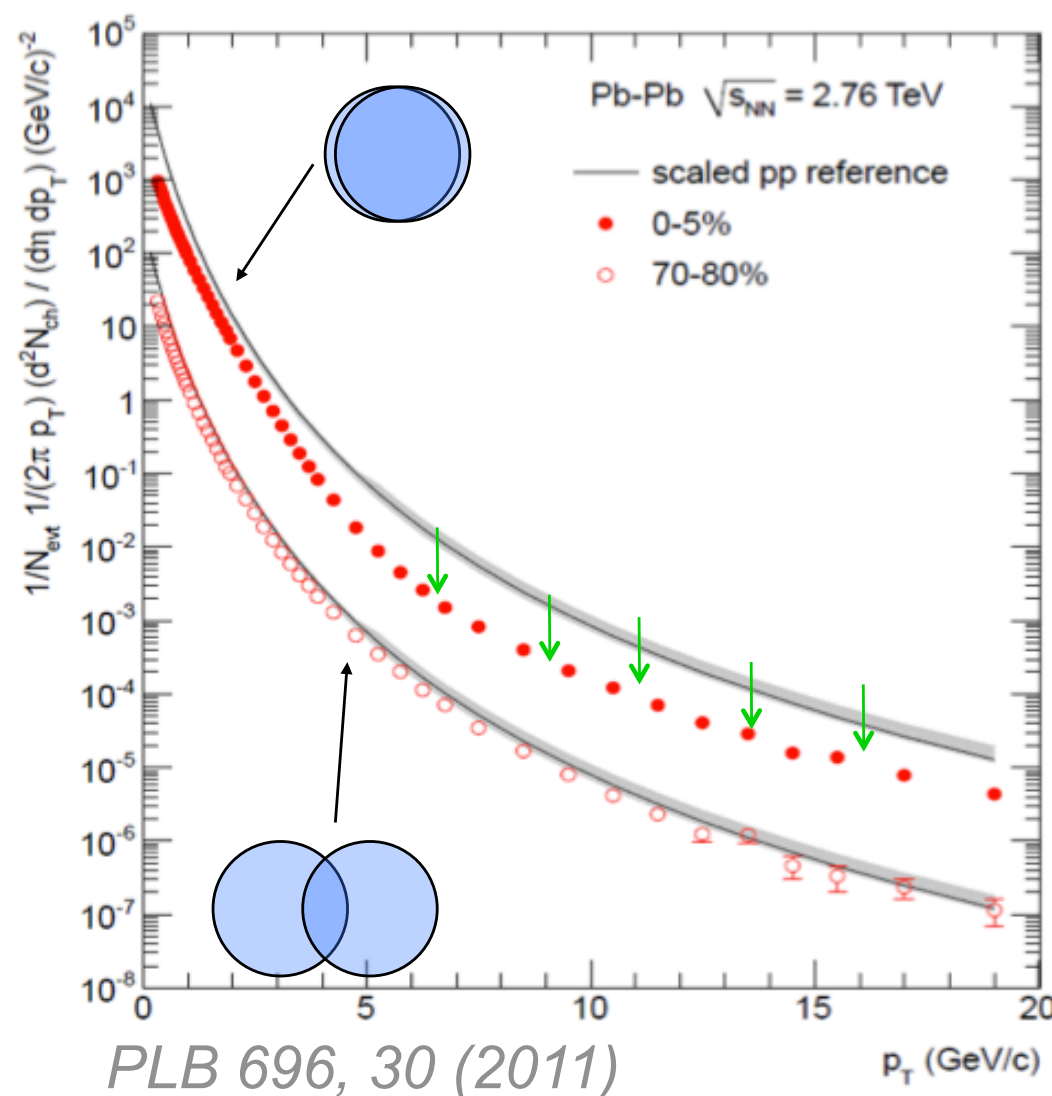 10^5
10^4
10^3
10^2
10
1
10^-1
10^-2
10^-3
10^-4
10^-5
10^-6
10^-7
10^-8
1/N_evt 1/(2π p_T) (d^2N_ch) / (dη dp_T) (GeV/c)^-2
Pb-Pb √s_NN = 2.76 TeV
scaled pp reference
0-5%
70-80%
0 5 10 15 20
PLB 696, 30 (2011)
p_T (GeV/c)